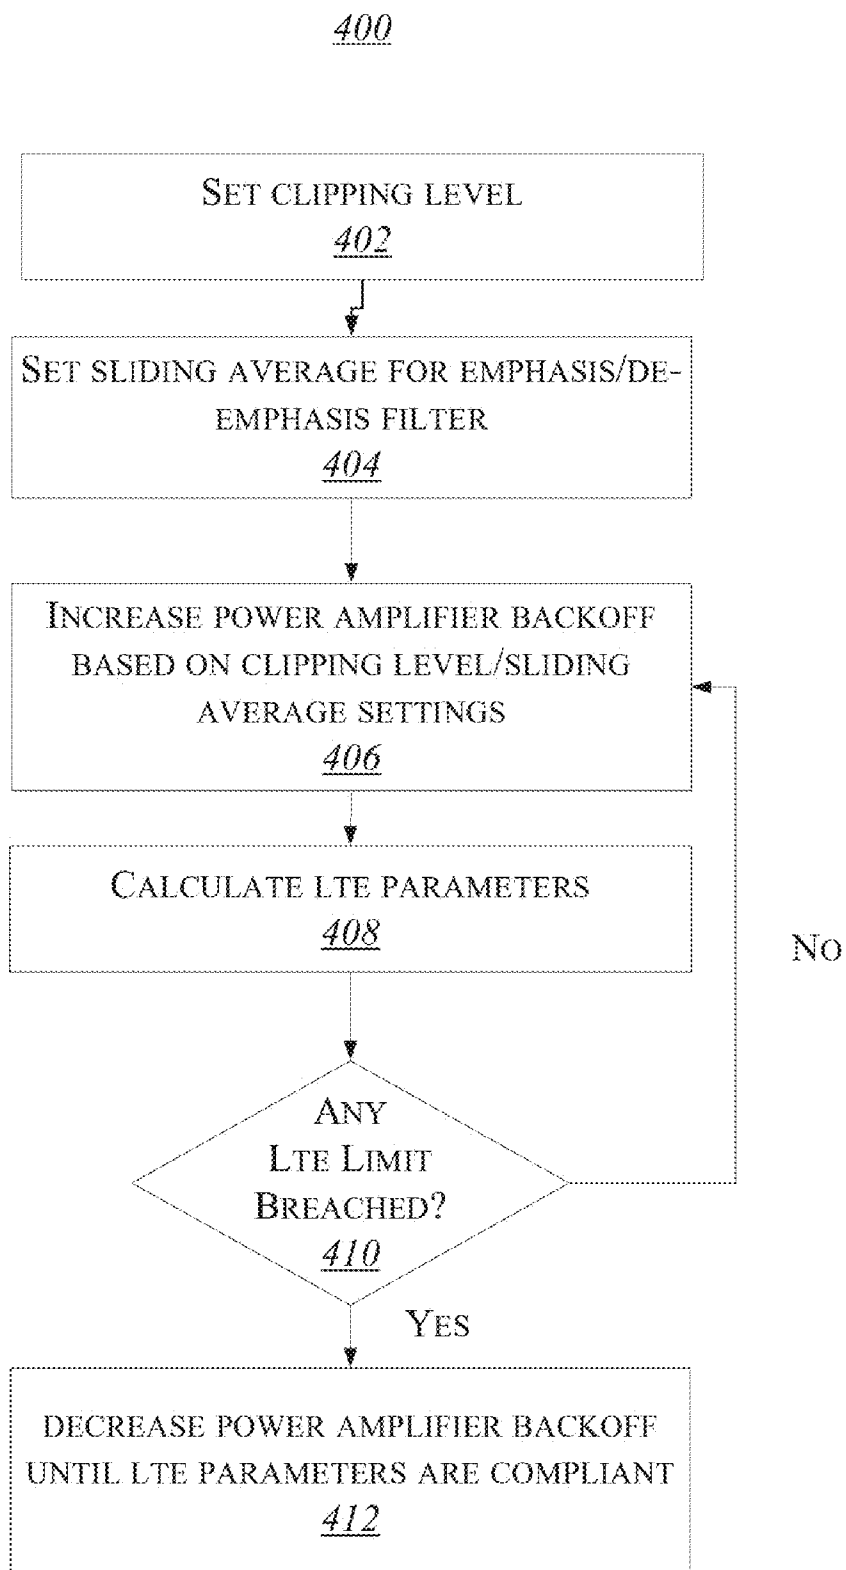 400
SET CLIPPING LEVEL
402
SET SLIDING AVERAGE FOR EMPHASIS/DE-
EMPHASIS FILTER
404
INCREASE POWER AMPLIFIER BACKOFF
BASED ON CLIPPING LEVEL/SLIDING
AVERAGE SETTINGS
406
CALCULATE LTE PARAMETERS
408
NO
ANY
LTE LIMIT
BREACHED?
410
YES
DECREASE POWER AMPLIFIER BACKOFF
UNTIL LTE PARAMETERS ARE COMPLIANT
412